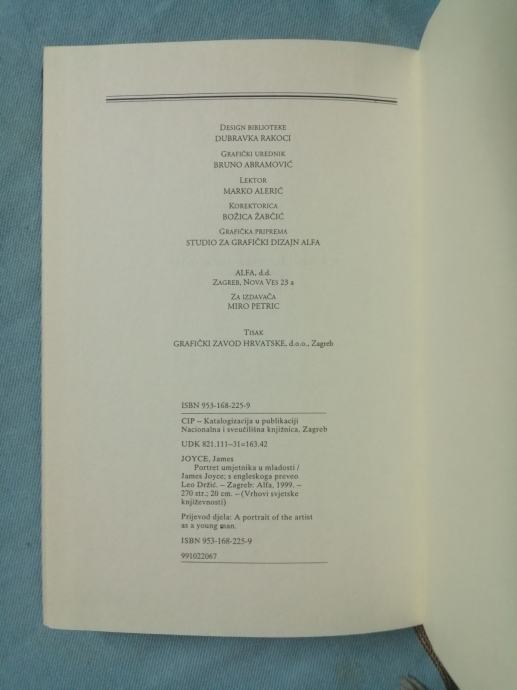 DESIGN BIBLIOTEKE
DUBRAVKA RAKOCI
GRAFIČKI UREDNIK
BRUNO ABRAMOVIĆ
LEKTOR
MARKO ALERIĆ
KOREKTORICA
BOŽICA ŽABČIĆ
GRAFIČKA PRIPREMA
STUDIO ZA GRAFIČKI DIZAJN ALFA
ALFA, d.d.
ZAGREB, NOVA VES 23 a
ZA IZDAVAČA
MIRO PETRIC
TISAK
GRAFIČKI ZAVOD HRVATSKE, d.o.o., Zagreb
ISBN 953-168-225-9
CIP – Katalogizacija u publikaciji
Nacionalna i sveučilišna knjižnica, Zagreb
UDK 821.111–31=163.42
JOYCE, James
Portret umjetnika u mladosti /
James Joyce; s engleskoga preveo
Leo Držić. – Zagreb: Alfa, 1999. –
270 str.; 20 cm. – (Vrhovi svjetske
književnosti)
Prijevod djela: A portrait of the artist
as a young man.
ISBN 953-168-225-9
991022067